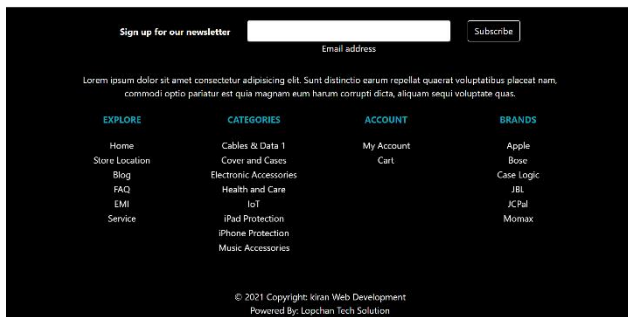 Sign up for our newsletter
Subscribe
Email address
Lorem ipsum dolor sit amet consectetur adipisicing elit. Sunt distinctio earum repellat quaerat voluptatibus placeat nam,
commodi optio pariatur est quia magnam eum harum corrupti dicta, aliquam sequi voluptate quas.
EXPLORE
Home
Store Location
Blog
FAQ
EMI
Service
CATEGORIES
Cables & Data 1
Cover and Cases
Electronic Accessories
Health and Care
IoT
iPad Protection
iPhone Protection
Music Accessories
ACCOUNT
My Account
Cart
BRANDS
Apple
Bose
Case Logic
JBL
JCPal
Momax
© 2021 Copyright: kiran Web Development
Powered By: Lopchan Tech Solution